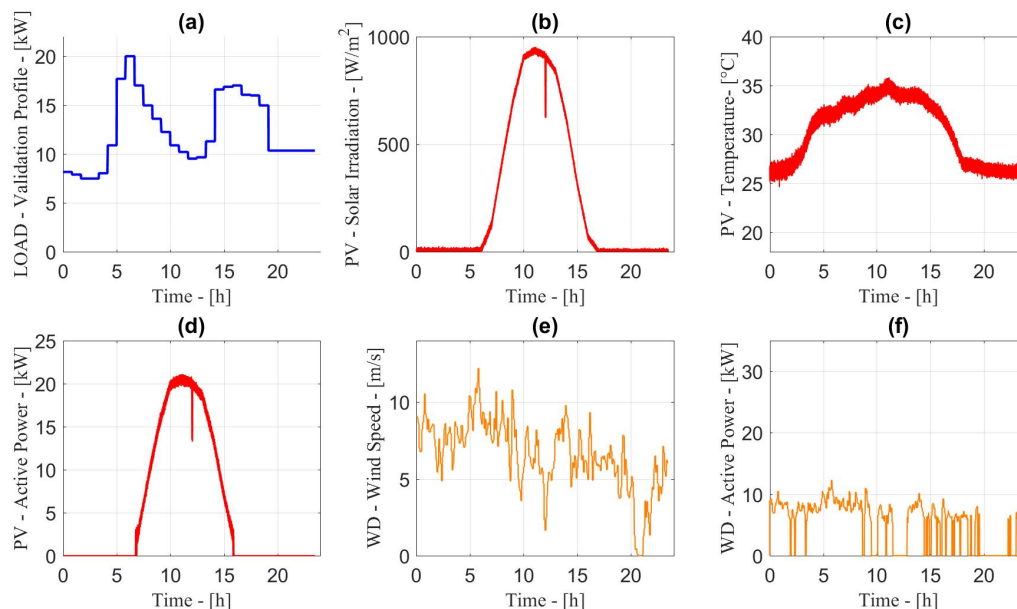 (a)
LOAD - Validation Profile - [kW]
20
15
10
5
0
0 5 10 15 20
Time - [h]
(b)
PV - Solar Irradiation - [W/m²]
1000
500
0
0 5 10 15 20
Time - [h]
(c)
PV - Temperature- [°C]
40
35
30
25
20
0 5 10 15 20
Time - [h]
(d)
PV - Active Power - [kW]
25
20
15
10
5
0
0 5 10 15 20
Time - [h]
(e)
WD - Wind Speed - [m/s]
10
5
0
0 5 10 15 20
Time - [h]
(f)
WD - Active Power - [kW]
30
20
10
0
0 5 10 15 20
Time - [h]